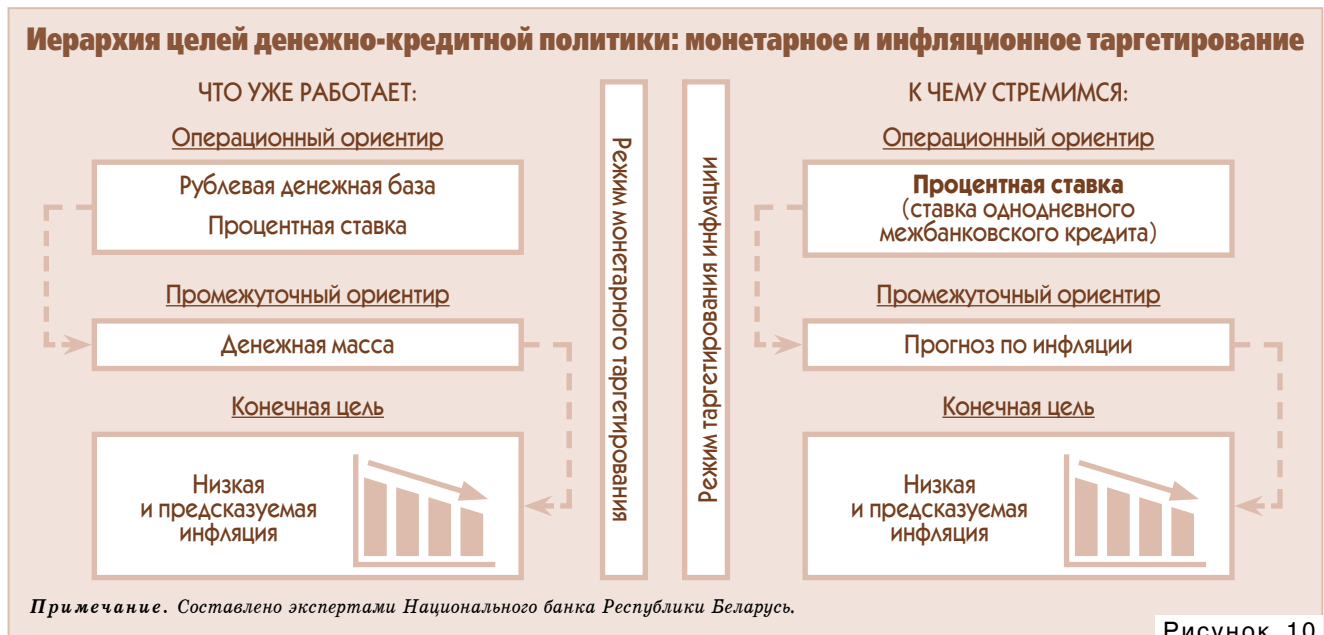 Иерархия целей денежно-кредитной политики: монетарное и инфляционное таргетирование
ЧТО УЖЕ РАБОТАЕТ:
Операционный ориентир
Рублевая денежная база
Процентная ставка
Промежуточный ориентир
Денежная масса
Конечная цель
Низкая
и предсказуемая
инфляция
Режим монетарного таргетирования
Режим таргетирования инфляции
К ЧЕМУ СТРЕМИМСЯ:
Операционный ориентир
Процентная ставка
(ставка однодневного
межбанковского кредита)
Промежуточный ориентир
Прогноз по инфляции
Конечная цель
Низкая
и предсказуемая
инфляция
Примечание. Составлено экспертами Национального банка Республики Беларусь.
Рисунок 10